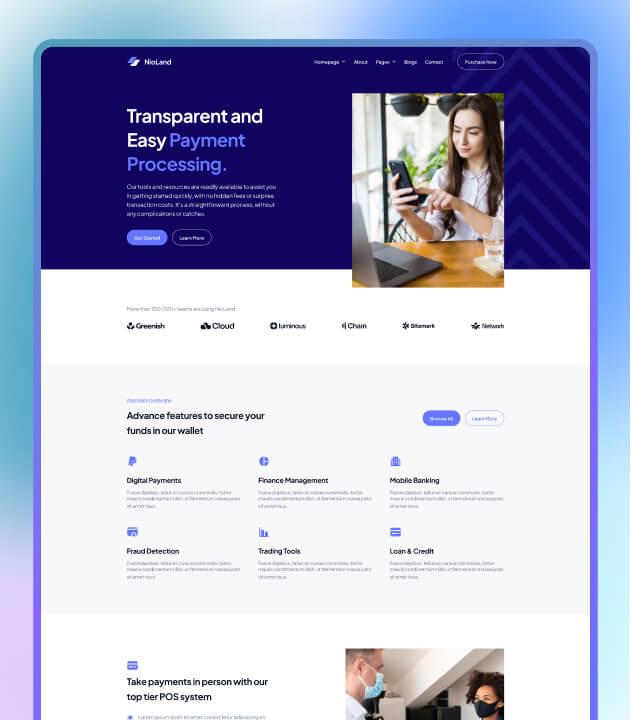 NioLand
Homepage About Pages Blogs Contact Purchase Now
Transparent and
Easy Payment
Processing.
Our tools and resources are readily available to assist you
in getting started quickly, with no hidden fees or surprise
transaction costs. It's a straightforward process, without
any complications or catches.
Get Started Learn More
More than 100,000+ teams are using NioLand
Greenish Cloud luminous Chain Sitemark Network
FEATURES OVERVIEW
Advance features to secure your
funds in our wallet
Browse All Learn More
Digital Payments
Fusce dapibus, tellus ac cursus commodo, tortor
mauris condimentum nibh, ut fermentum massa justo
sit amet risus.
Finance Management
Fusce dapibus, tellus ac cursus commodo, tortor
mauris condimentum nibh, ut fermentum massa justo
sit amet risus.
Mobile Banking
Fusce dapibus, tellus ac cursus commodo, tortor
mauris condimentum nibh, ut fermentum massa justo
sit amet risus.
Fraud Detection
Fusce dapibus, tellus ac cursus commodo, tortor
mauris condimentum nibh, ut fermentum massa justo
sit amet risus.
Trading Tools
Fusce dapibus, tellus ac cursus commodo, tortor
mauris condimentum nibh, ut fermentum massa justo
sit amet risus.
Loan & Credit
Fusce dapibus, tellus ac cursus commodo, tortor
mauris condimentum nibh, ut fermentum massa justo
sit amet risus.
Take payments in person with our
top tier POS system
Lorem ipsum dolor sit amet consectetur adipiscing eli.